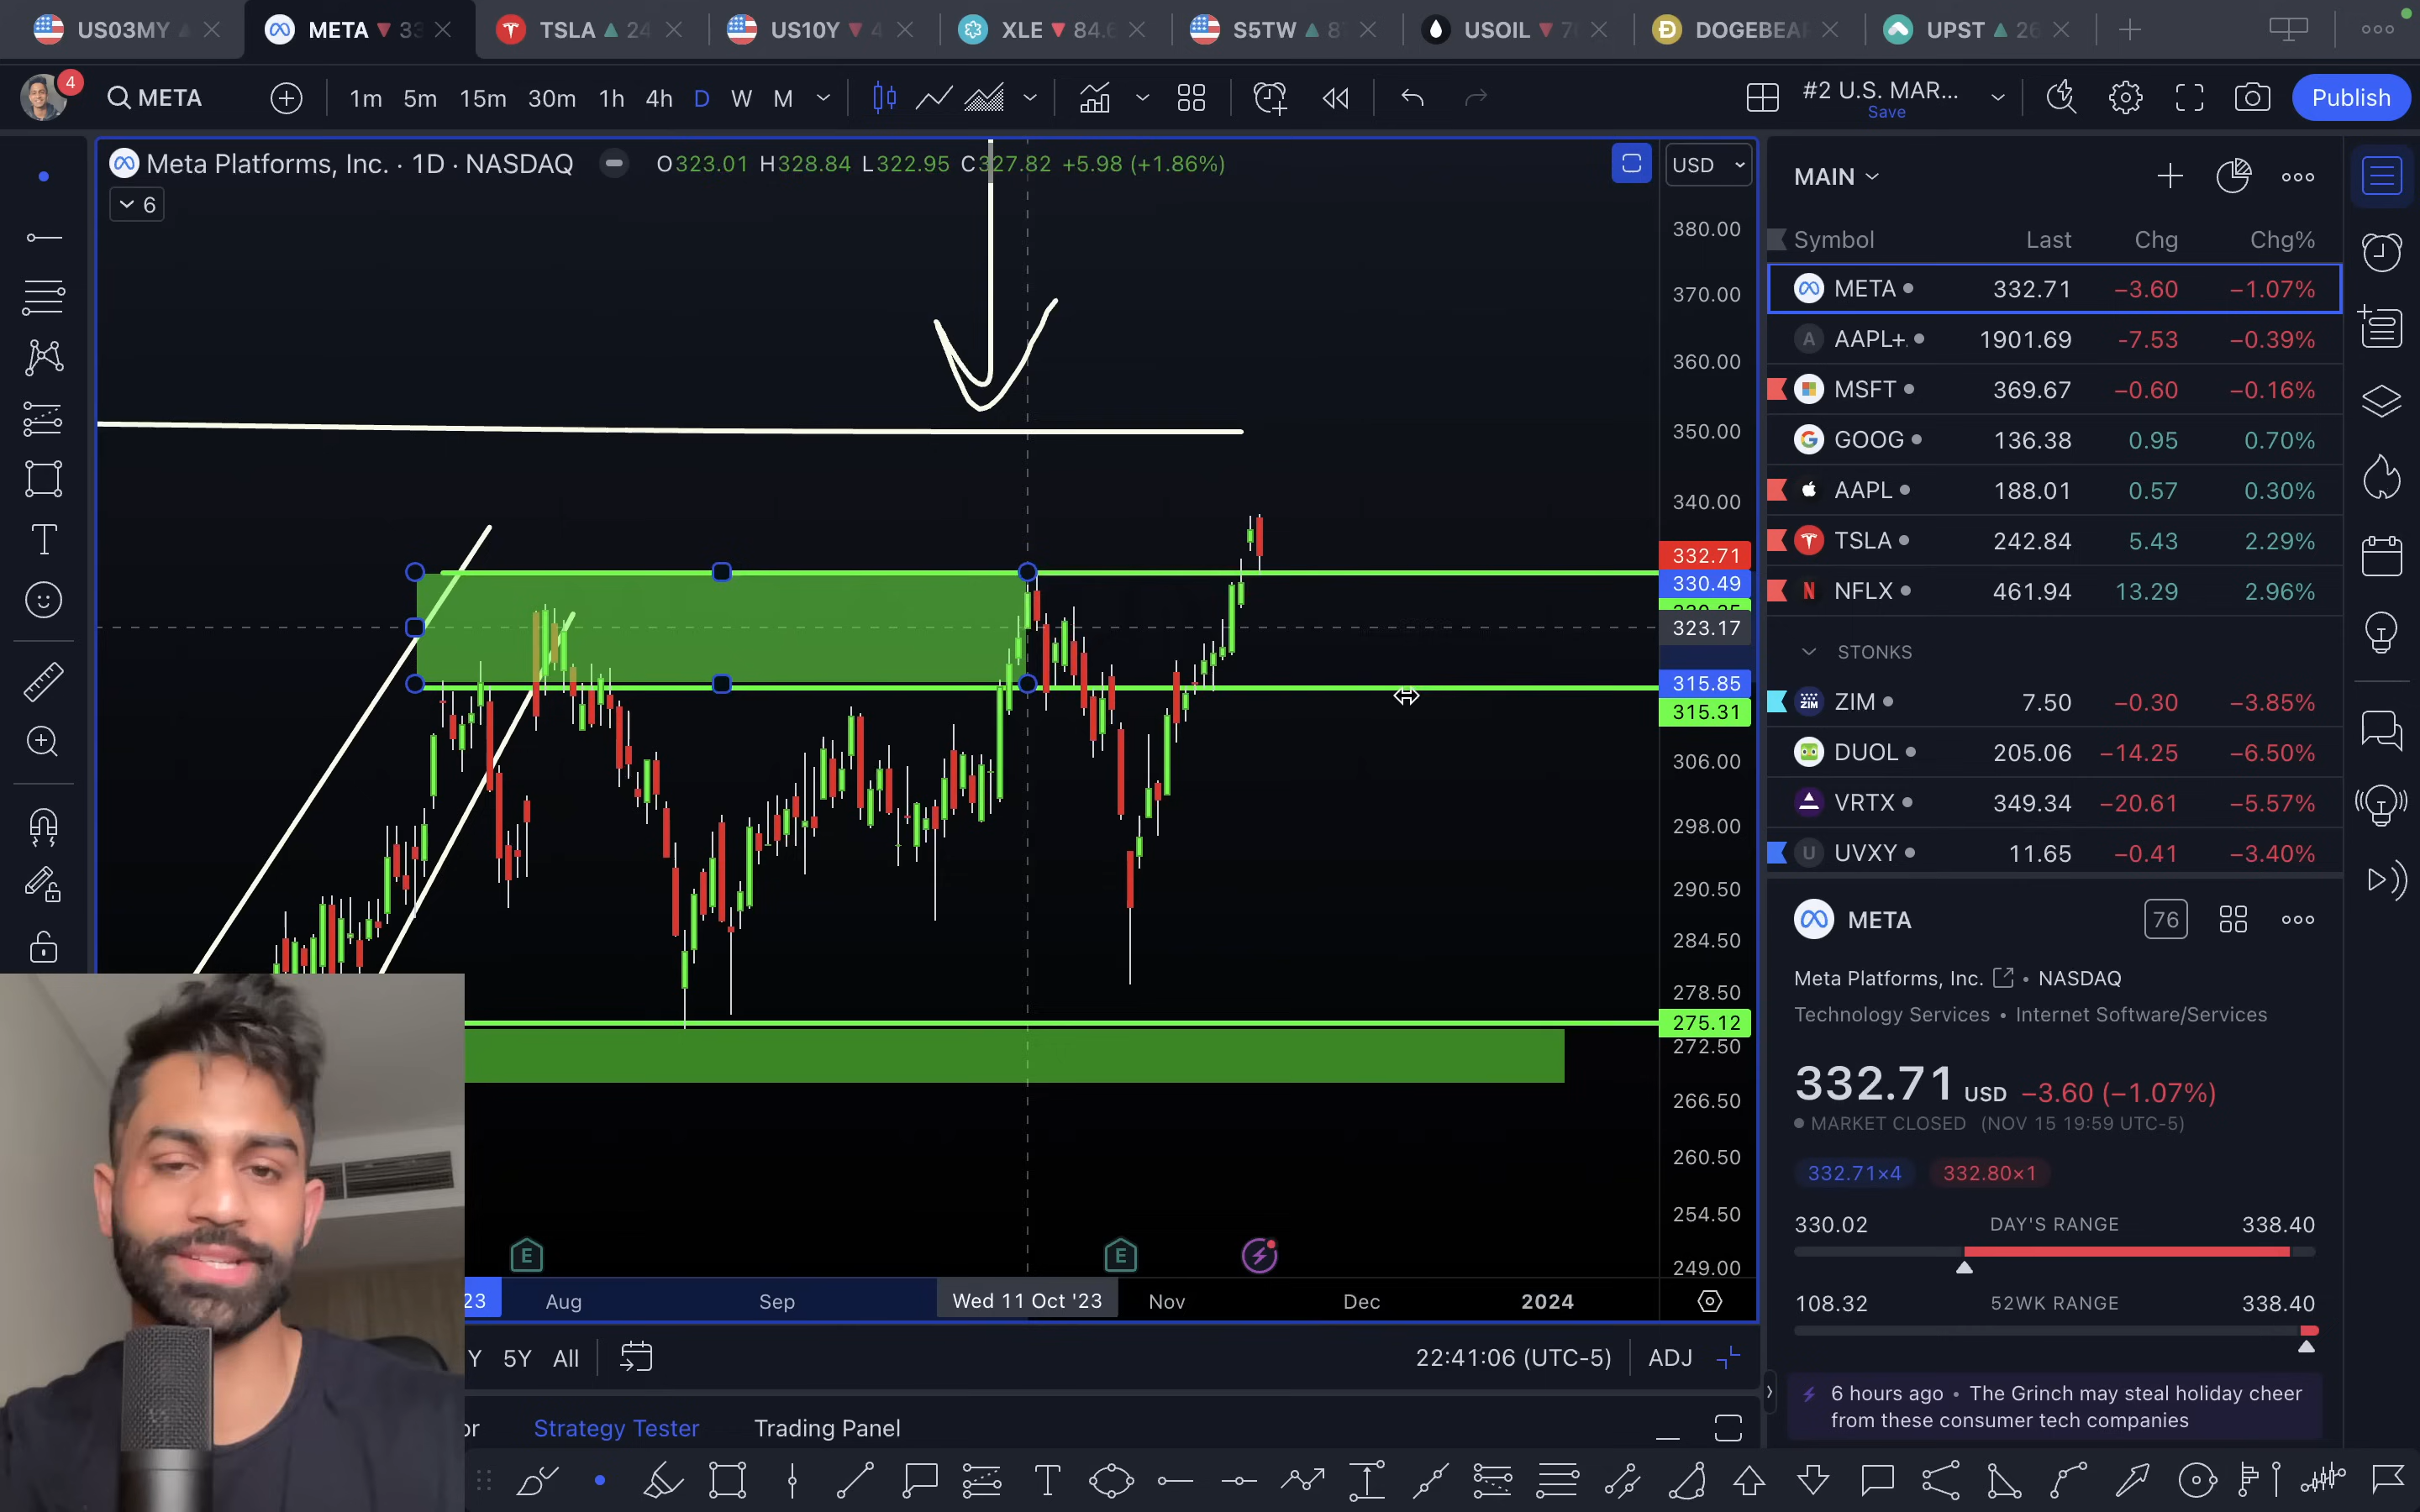 US03MY META 33 TSLA 24 US10Y 4 XLE 84.6 S5TW 8 USOIL 7 DOGEBEA UPST 26
4 META 1m 5m 15m 30m 1h 4h D W M #2 U.S. MAR... Save Publish
Meta Platforms, Inc. · 1D · NASDAQ O323.01 H328.84 L322.95 C327.82 +5.98 (+1.86%) USD
6
380.00
370.00
360.00
350.00
340.00
332.71
330.49
323.17
315.85
315.31
306.00
298.00
290.50
284.50
278.50
275.12
272.50
266.50
260.50
254.50
249.00
E E
23 Aug Sep Wed 11 Oct '23 Nov Dec 2024
Y 5Y All 22:41:06 (UTC-5) ADJ
or Strategy Tester Trading Panel
MAIN
Symbol Last Chg Chg%
META 332.71 −3.60 −1.07%
A AAPL+. 1901.69 -7.53 −0.39%
MSFT 369.67 −0.60 −0.16%
GOOG 136.38 0.95 0.70%
AAPL 188.01 0.57 0.30%
TSLA 242.84 5.43 2.29%
N NFLX 461.94 13.29 2.96%
STONKS
ZIM ZIM 7.50 −0.30 −3.85%
DUOL 205.06 −14.25 −6.50%
VRTX 349.34 −20.61 −5.57%
U UVXY 11.65 −0.41 −3.40%
META 76
Meta Platforms, Inc. • NASDAQ
Technology Services • Internet Software/Services
332.71 USD −3.60 (−1.07%)
MARKET CLOSED (NOV 15 19:59 UTC-5)
332.71×4 332.80×1
330.02 DAY'S RANGE 338.40
108.32 52WK RANGE 338.40
6 hours ago • The Grinch may steal holiday cheer
from these consumer tech companies